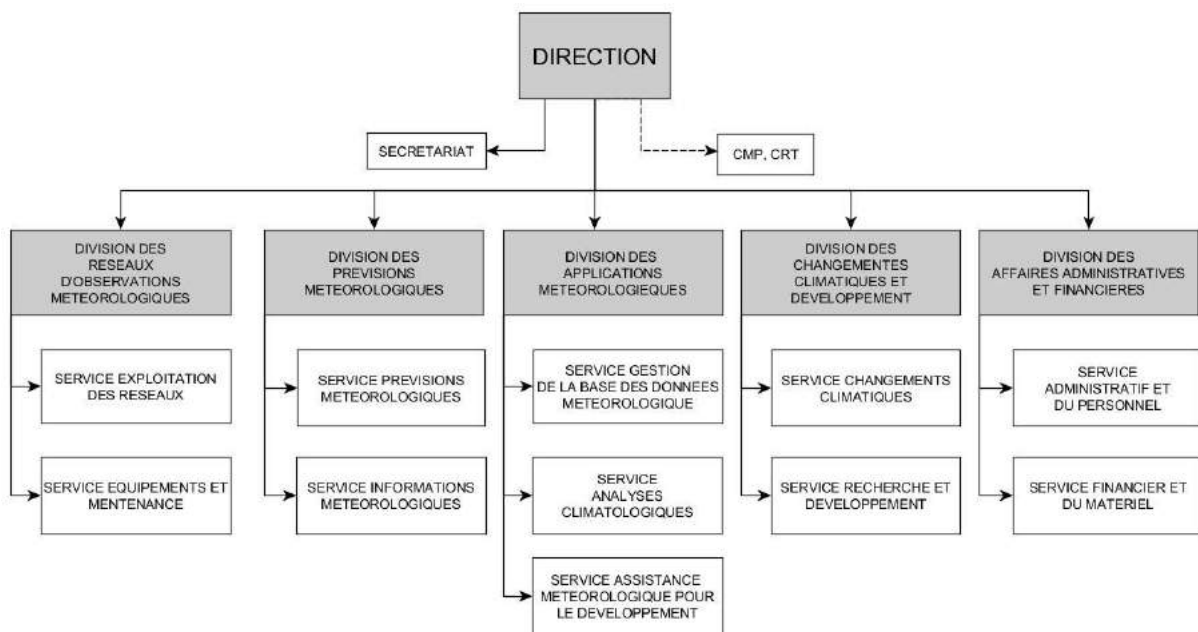 DIRECTION
SECRETARIAT
CMP, CRT
DIVISION DES
RESEAUX
D'OBSERVATIONS
METEOROLOGIQUES
DIVISION DES
PREVISIONS
METEOROLOGIQUES
DIVISION DES
APPLICATIONS
METEOROLOGIEQUES
DIVISION DES
CHANGEMENTES
CLIMATIQUES ET
DEVELOPPEMENT
DIVISION DES
AFFAIRES ADMINISTRATIVES
ET FINANCIERES
SERVICE EXPLOITATION
DES RESEAUX
SERVICE PREVISIONS
METEOROLOGIQUES
SERVICE GESTION
DE LA BASE DES DONNEES
METEOROLOGIQUE
SERVICE CHANGEMENTS
CLIMATIQUES
SERVICE
ADMINISTRATIF ET
DU PERSONNEL
SERVICE EQUIPEMENTS ET
MENTENANCE
SERVICE INFORMATIONS
METEOROLOGIQUES
SERVICE
ANALYSES
CLIMATOLOGIQUES
SERVICE RECHERCHE ET
DEVELOPPEMENT
SERVICE FINANCIER ET
DU MATERIEL
SERVICE ASSISTANCE
METEOROLOGIQUE POUR
LE DEVELOPPEMENT